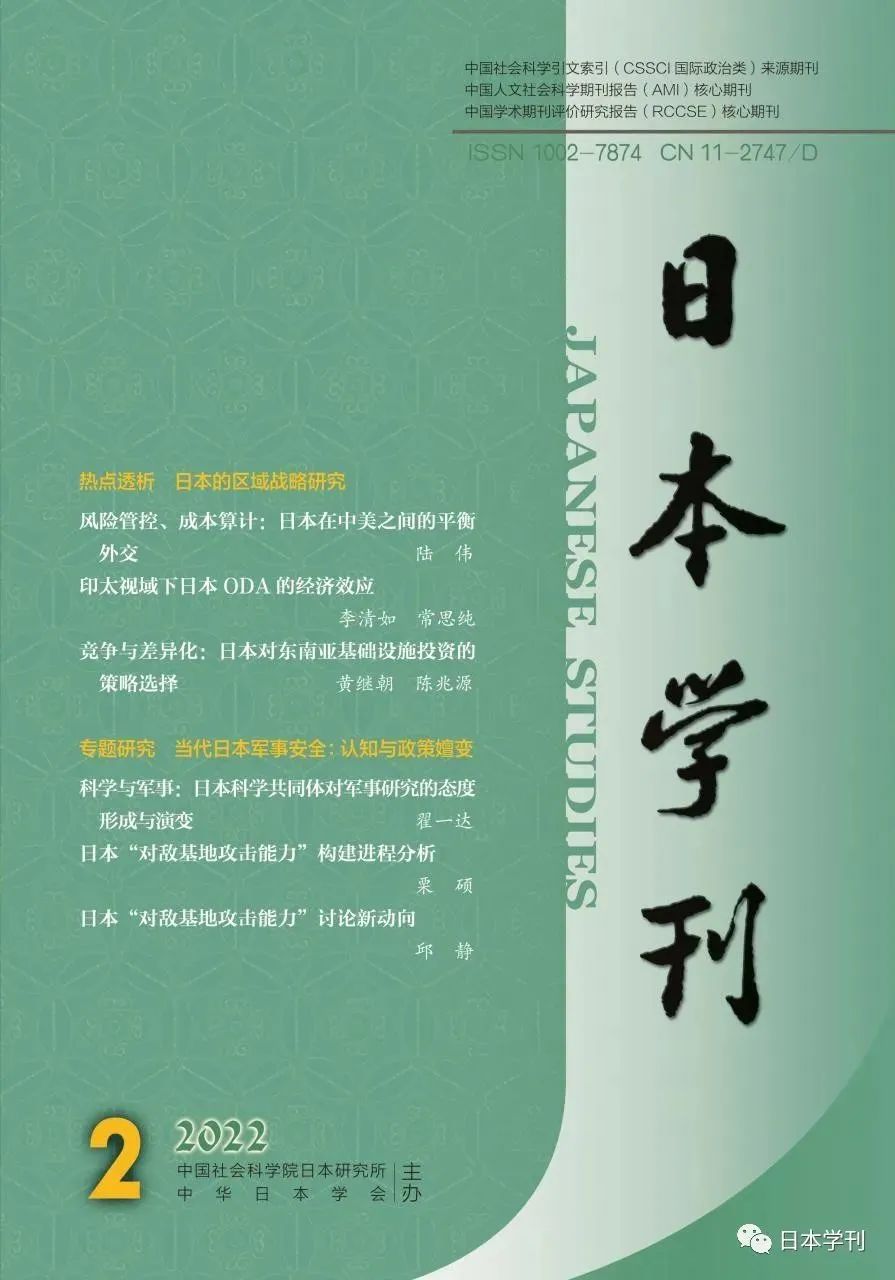 中国社会科学引文索引（CSSCI国际政治类）来源期刊
中国人文社会科学期刊报告（AMI）核心期刊
中国学术期刊评价研究报告（RCCSE）核心期刊
ISSN 1002-7874 CN 11-2747/D
日本学刊
JAPANESE STUDIES
热点透析 日本的区域战略研究
风险管控、成本算计：日本在中美之间的平衡
外交 陆 伟
印太视域下日本 ODA 的经济效应
李清如 常思纯
竞争与差异化：日本对东南亚基础设施投资的
策略选择 黄继朝 陈兆源
专题研究 当代日本军事安全：认知与政策嬗变
科学与军事：日本科学共同体对军事研究的态度
形成与演变 翟一达
日本“对敌基地攻击能力”构建进程分析
栗 硕
日本“对敌基地攻击能力”讨论新动向
邱 静
2 2022
中国社会科学院日本研究所
中华日本学会
主办
日本学刊